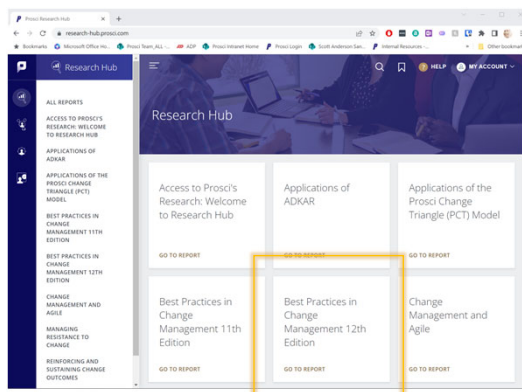 Prosci Research Hub
research-hub.prosci.com
Bookmarks
Microsoft Office Ho...
Prosci Team_ALL -...
ADP
Prosci Intranet Home
Prosci Login
Scott Anderson San...
Internal Resources -...
Other bookmarks
Research Hub
HELP
MY ACCOUNT
ALL REPORTS
ACCESS TO PROSCI'S
RESEARCH: WELCOME
TO RESEARCH HUB
APPLICATIONS OF
ADKAR
APPLICATIONS OF THE
PROSCI CHANGE
TRIANGLE (PCT)
MODEL
BEST PRACTICES IN
CHANGE
MANAGEMENT 11TH
EDITION
BEST PRACTICES IN
CHANGE
MANAGEMENT 12TH
EDITION
CHANGE
MANAGEMENT AND
AGILE
MANAGING
RESISTANCE TO
CHANGE
REINFORCING AND
SUSTAINING CHANGE
OUTCOMES
Research Hub
Access to Prosci's
Research: Welcome
to Research Hub
GO TO REPORT
Applications of
ADKAR
GO TO REPORT
Applications of the
Prosci Change
Triangle (PCT) Model
GO TO REPORT
Best Practices in
Change
Management 11th
Edition
GO TO REPORT
Best Practices in
Change
Management 12th
Edition
GO TO REPORT
Change
Management and
Agile
GO TO REPORT